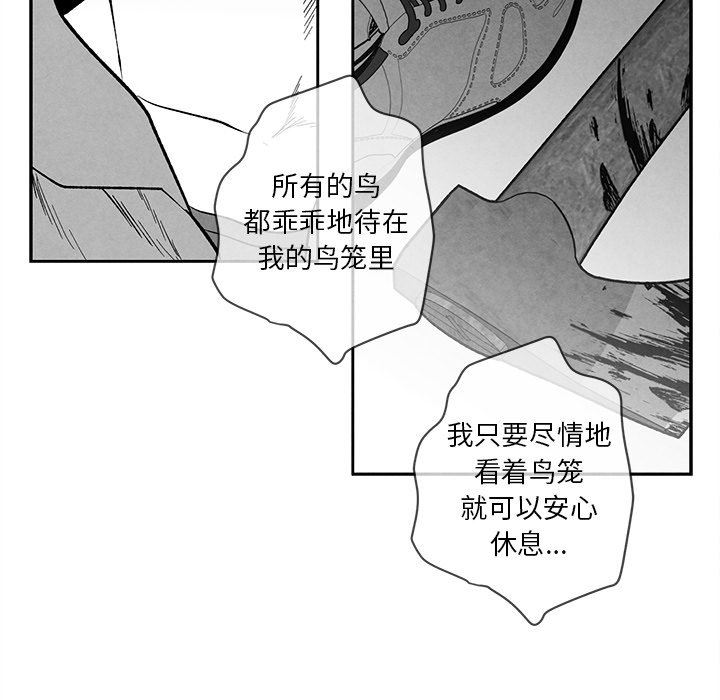 所有的鸟
都乖乖地待在
我的鸟笼里
我只要尽情地
看着鸟笼
就可以安心
休息...